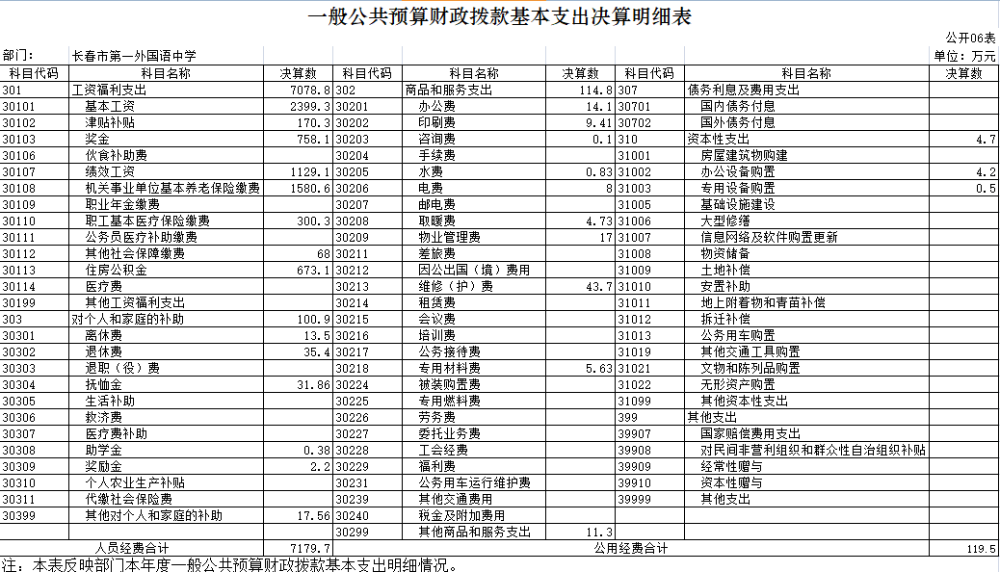 一般公共预算财政拨款基本支出决算明细表
公开06表
部门： 长春市第一外国语中学 单位：万元
科目代码 科目名称 决算数 科目代码 科目名称 决算数 科目代码 科目名称 决算数
301 工资福利支出 7078.8 302 商品和服务支出 114.8 307 债务利息及费用支出
30101 基本工资 2399.3 30201 办公费 14.1 30701 国内债务付息
30102 津贴补贴 170.3 30202 印刷费 9.41 30702 国外债务付息
30103 奖金 758.1 30203 咨询费 0.1 310 资本性支出 4.7
30106 伙食补助费 30204 手续费 31001 房屋建筑物购建
30107 绩效工资 1129.1 30205 水费 0.83 31002 办公设备购置 4.2
30108 机关事业单位基本养老保险缴费 1580.6 30206 电费 8 31003 专用设备购置 0.5
30109 职业年金缴费 30207 邮电费 31005 基础设施建设
30110 职工基本医疗保险缴费 300.3 30208 取暖费 4.73 31006 大型修缮
30111 公务员医疗补助缴费 30209 物业管理费 17 31007 信息网络及软件购置更新
30112 其他社会保障缴费 68 30211 差旅费 31008 物资储备
30113 住房公积金 673.1 30212 因公出国（境）费用 31009 土地补偿
30114 医疗费 30213 维修（护）费 43.7 31010 安置补助
30199 其他工资福利支出 30214 租赁费 31011 地上附着物和青苗补偿
303 对个人和家庭的补助 100.9 30215 会议费 31012 拆迁补偿
30301 离休费 13.5 30216 培训费 31013 公务用车购置
30302 退休费 35.4 30217 公务接待费 31019 其他交通工具购置
30303 退职（役）费 30218 专用材料费 5.63 31021 文物和陈列品购置
30304 抚恤金 31.86 30224 被装购置费 31022 无形资产购置
30305 生活补助 30225 专用燃料费 31099 其他资本性支出
30306 救济费 30226 劳务费 399 其他支出
30307 医疗费补助 30227 委托业务费 39907 国家赔偿费用支出
30308 助学金 0.38 30228 工会经费 39908 对民间非营利组织和群众性自治组织补贴
30309 奖励金 2.2 30229 福利费 39909 经常性赠与
30310 个人农业生产补贴 30231 公务用车运行维护费 39910 资本性赠与
30311 代缴社会保险费 30239 其他交通费用 39999 其他支出
30399 其他对个人和家庭的补助 17.56 30240 税金及附加费用
30299 其他商品和服务支出 11.3
人员经费合计 7179.7 公用经费合计 119.5
注：本表反映部门本年度一般公共预算财政拨款基本支出明细情况。